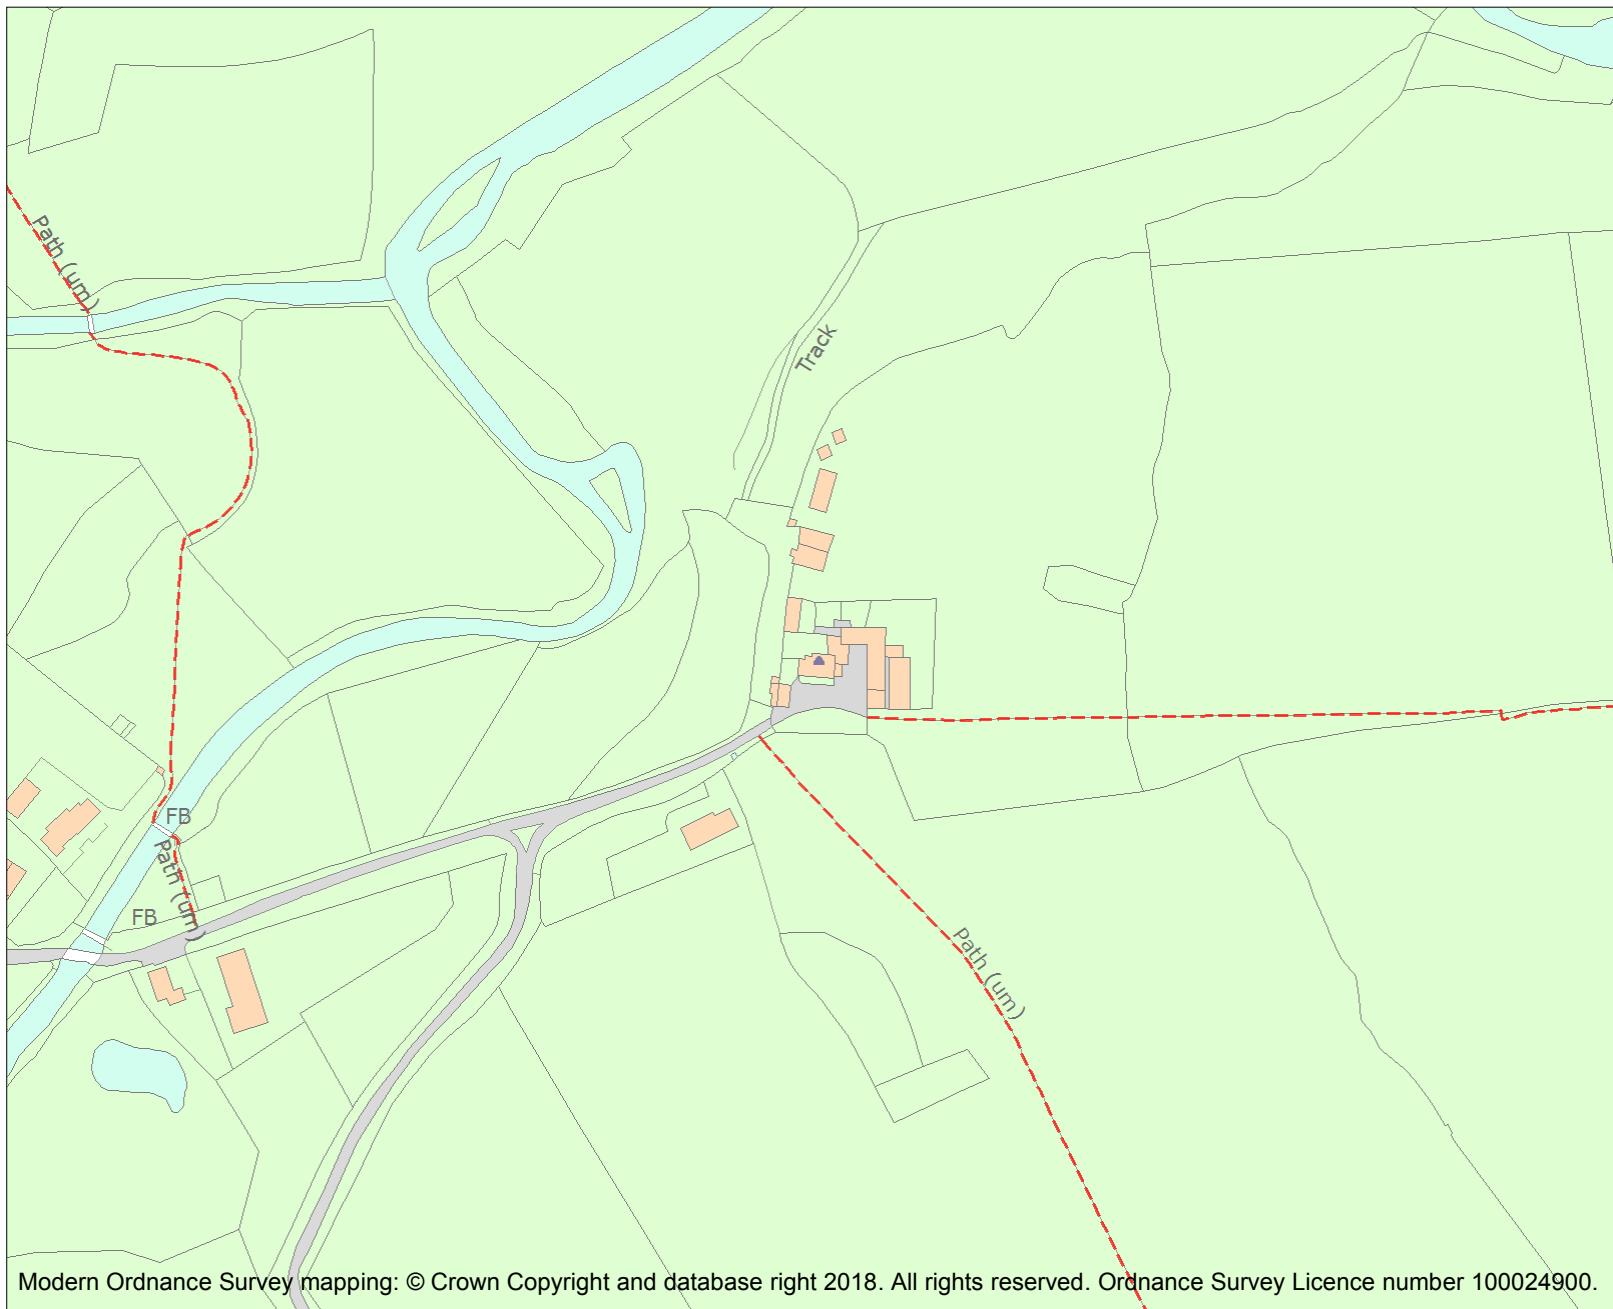 Path (um)
Track
FB
Path (um)
FB
Path (um)
Modern Ordnance Survey mapping: © Crown Copyright and database right 2018. All rights reserved. Ordnance Survey Licence number 100024900.